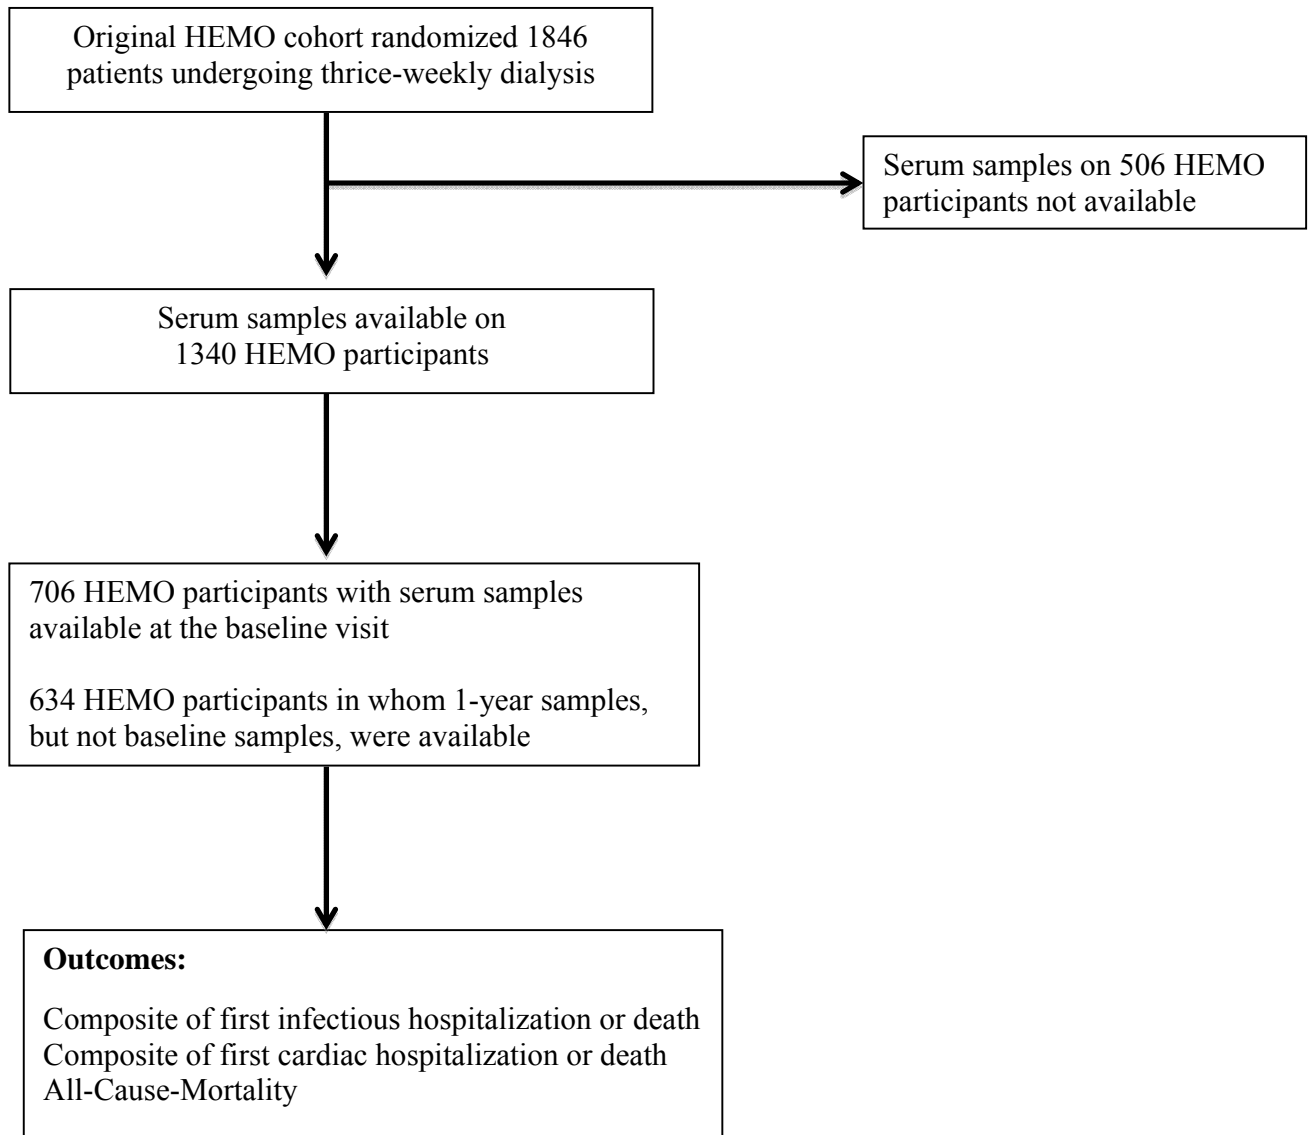 Original HEMO cohort randomized 1846
patients undergoing thrice-weekly dialysis
Serum samples on 506 HEMO
participants not available
Serum samples available on
1340 HEMO participants
706 HEMO participants with serum samples
available at the baseline visit
634 HEMO participants in whom 1-year samples,
but not baseline samples, were available
Outcomes:
Composite of first infectious hospitalization or death
Composite of first cardiac hospitalization or death
All-Cause-Mortality